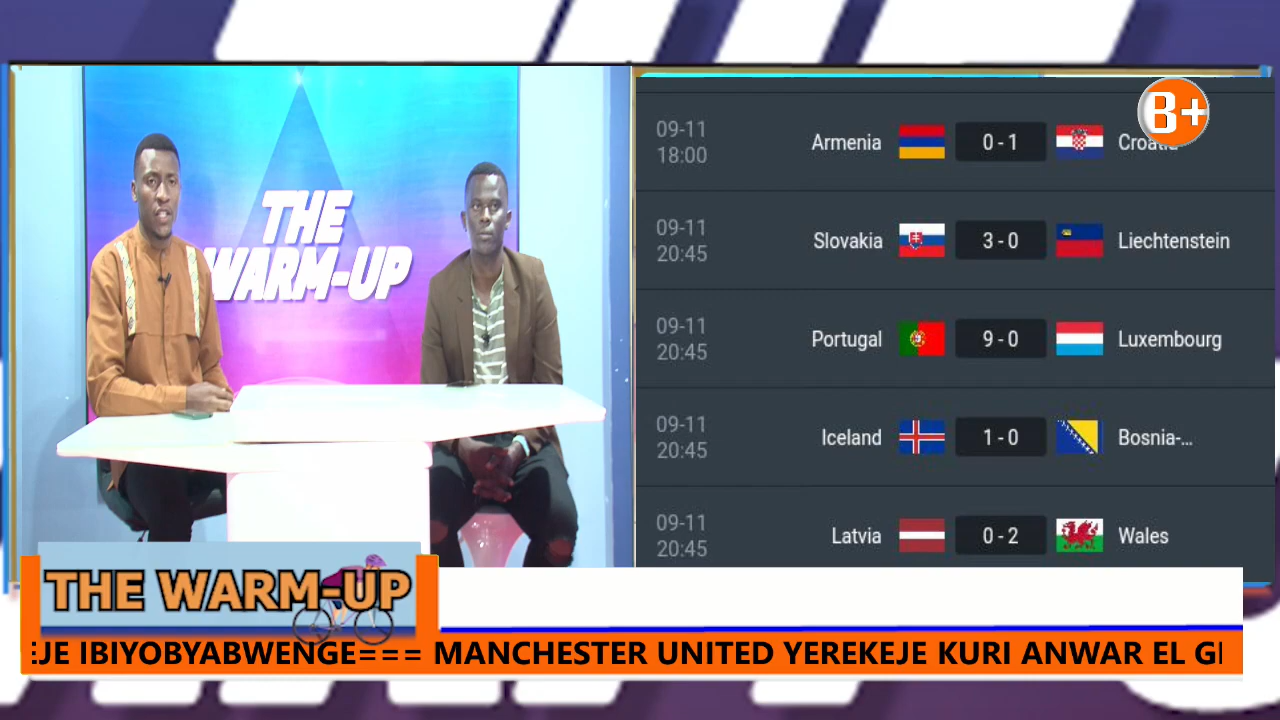 THE
WARM-UP
B+
09-11
18:00
Armenia 0 - 1
09-11
20:45
Slovakia 3 - 0 Liechtenstein
09-11
20:45
Portugal 9 - 0 Luxembourg
09-11
20:45
Iceland 1 - 0 Bosnia-...
09-11
20:45
Latvia 0 - 2 Wales
THE WARM-UP
IBIYOBYABWENGE=== MANCHESTER UNITED YEREKEJE KURI ANWAR EL